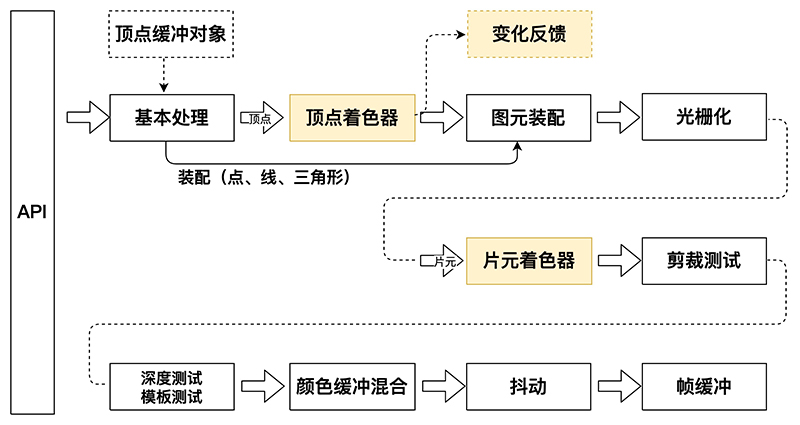 API
顶点缓冲对象
变化反馈
基本处理
顶点
顶点着色器
图元装配
光栅化
装配（点、线、三角形）
片元
片元着色器
剪裁测试
深度测试
模板测试
颜色缓冲混合
抖动
帧缓冲